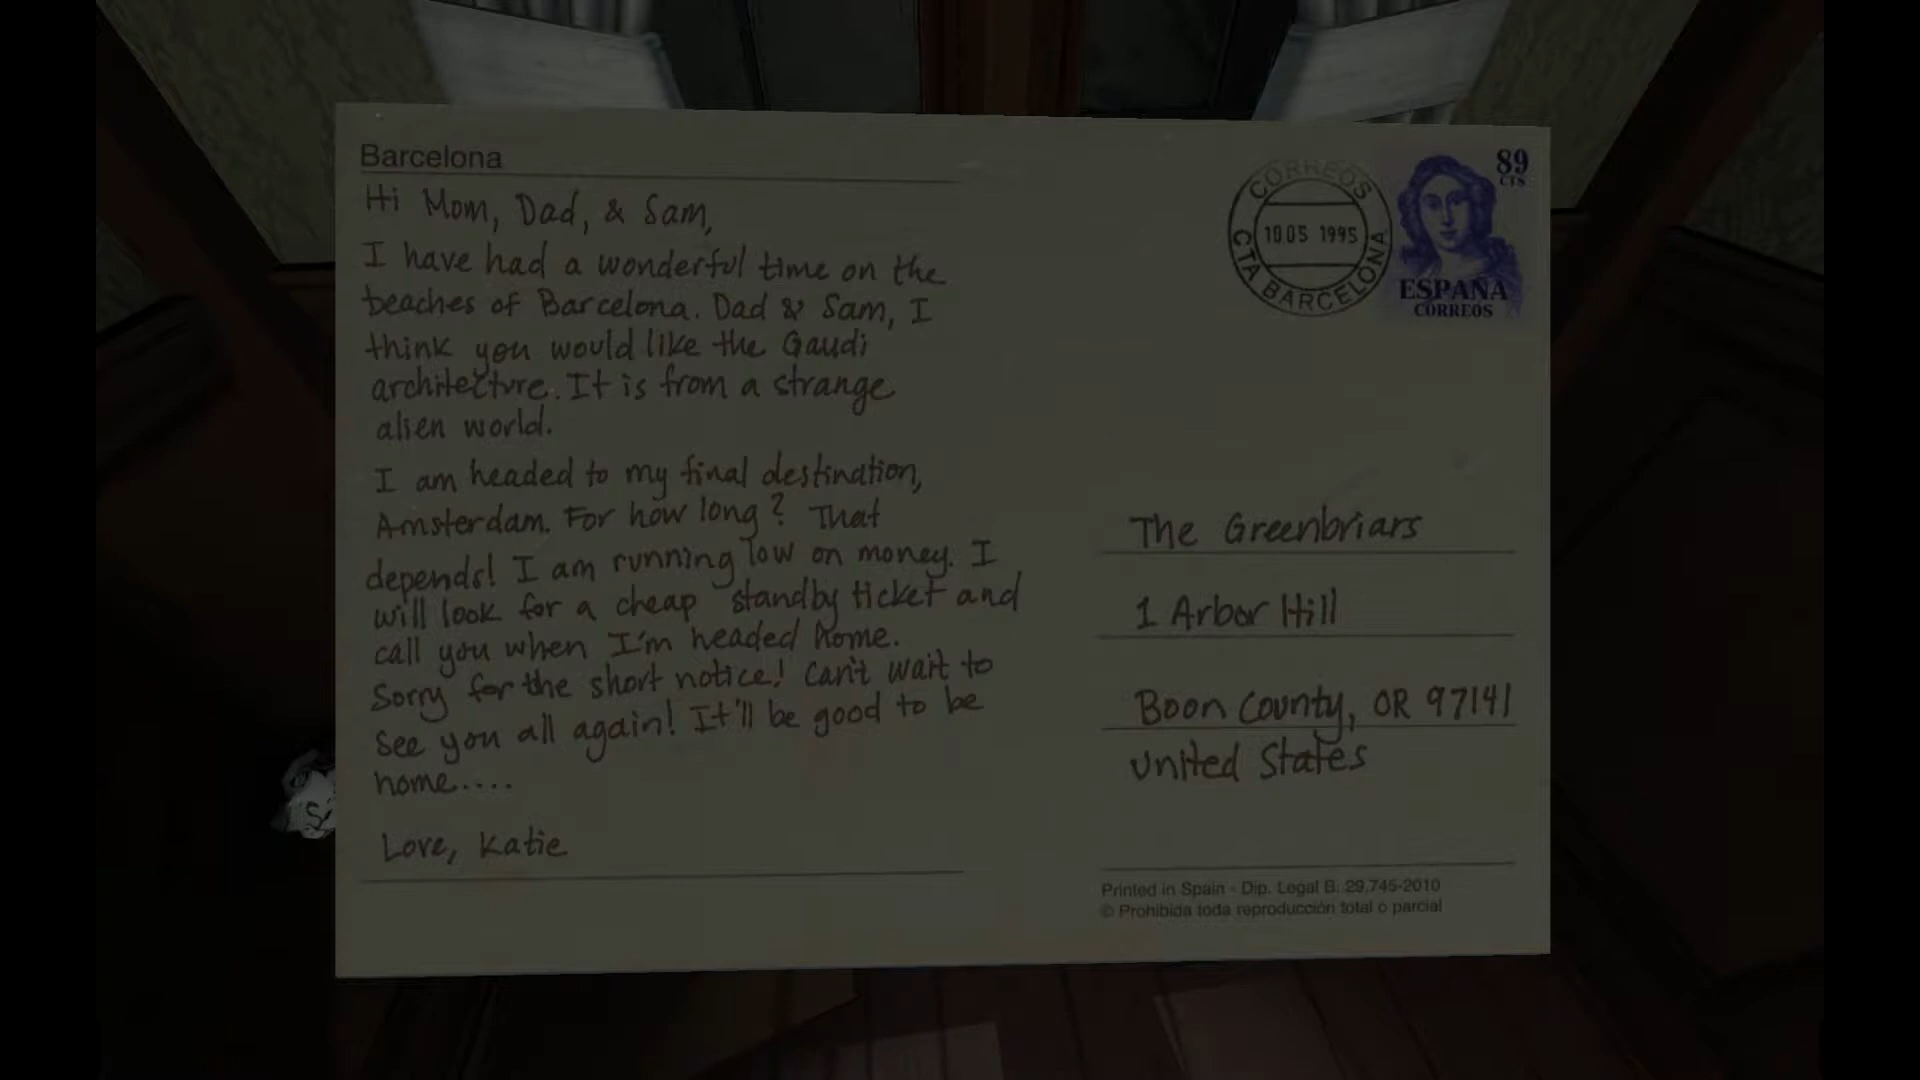 Barcelona
Hi Mom, Dad, & Sam,
I have had a wonderful time on the
beaches of Barcelona. Dad & Sam, I
think you would like the Gaudi
architecture. It is from a strange
alien world.
I am headed to my final destination,
Amsterdam. For how long? That
depends! I am running low on money. I
will look for a cheap standby ticket and
call you when I'm headed home.
Sorry for the short notice! Can't wait to
see you all again! It'll be good to be
home....
Love, Katie
CORREOS
1005 1995
CTA BARCELONA
89
CTS
ESPAÑA
CORREOS
The Greenbriars
1 Arbor Hill
Boon County, OR 97141
United States
Printed in Spain - Dip. Legal B. 29.745-2010
© Prohibida toda reproducción total o parcial